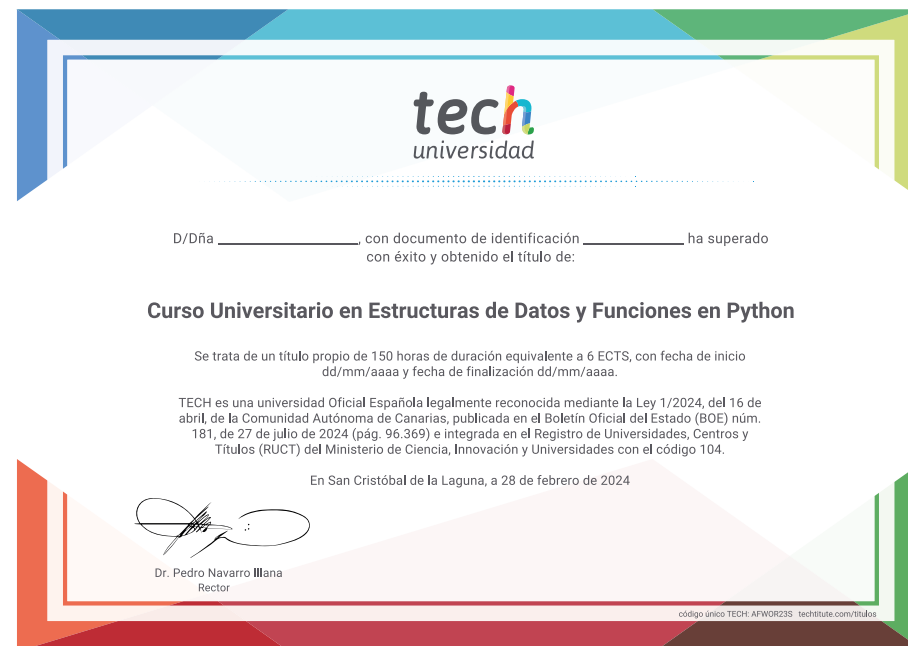 tech
universidad
D/Dña ____________________, con documento de identificación ______________ ha superado
con éxito y obtenido el título de:
Curso Universitario en Estructuras de Datos y Funciones en Python
Se trata de un título propio de 150 horas de duración equivalente a 6 ECTS, con fecha de inicio
dd/mm/aaaa y fecha de finalización dd/mm/aaaa.
TECH es una universidad Oficial Española legalmente reconocida mediante la Ley 1/2024, del 16 de
abril, de la Comunidad Autónoma de Canarias, publicada en el Boletín Oficial del Estado (BOE) núm.
181, de 27 de julio de 2024 (pág. 96.369) e integrada en el Registro de Universidades, Centros y
Títulos (RUCT) del Ministerio de Ciencia, Innovación y Universidades con el código 104.
En San Cristóbal de la Laguna, a 28 de febrero de 2024
Dr. Pedro Navarro Illana
Rector
código único TECH: AFWOR23S techtitute.com/titulos